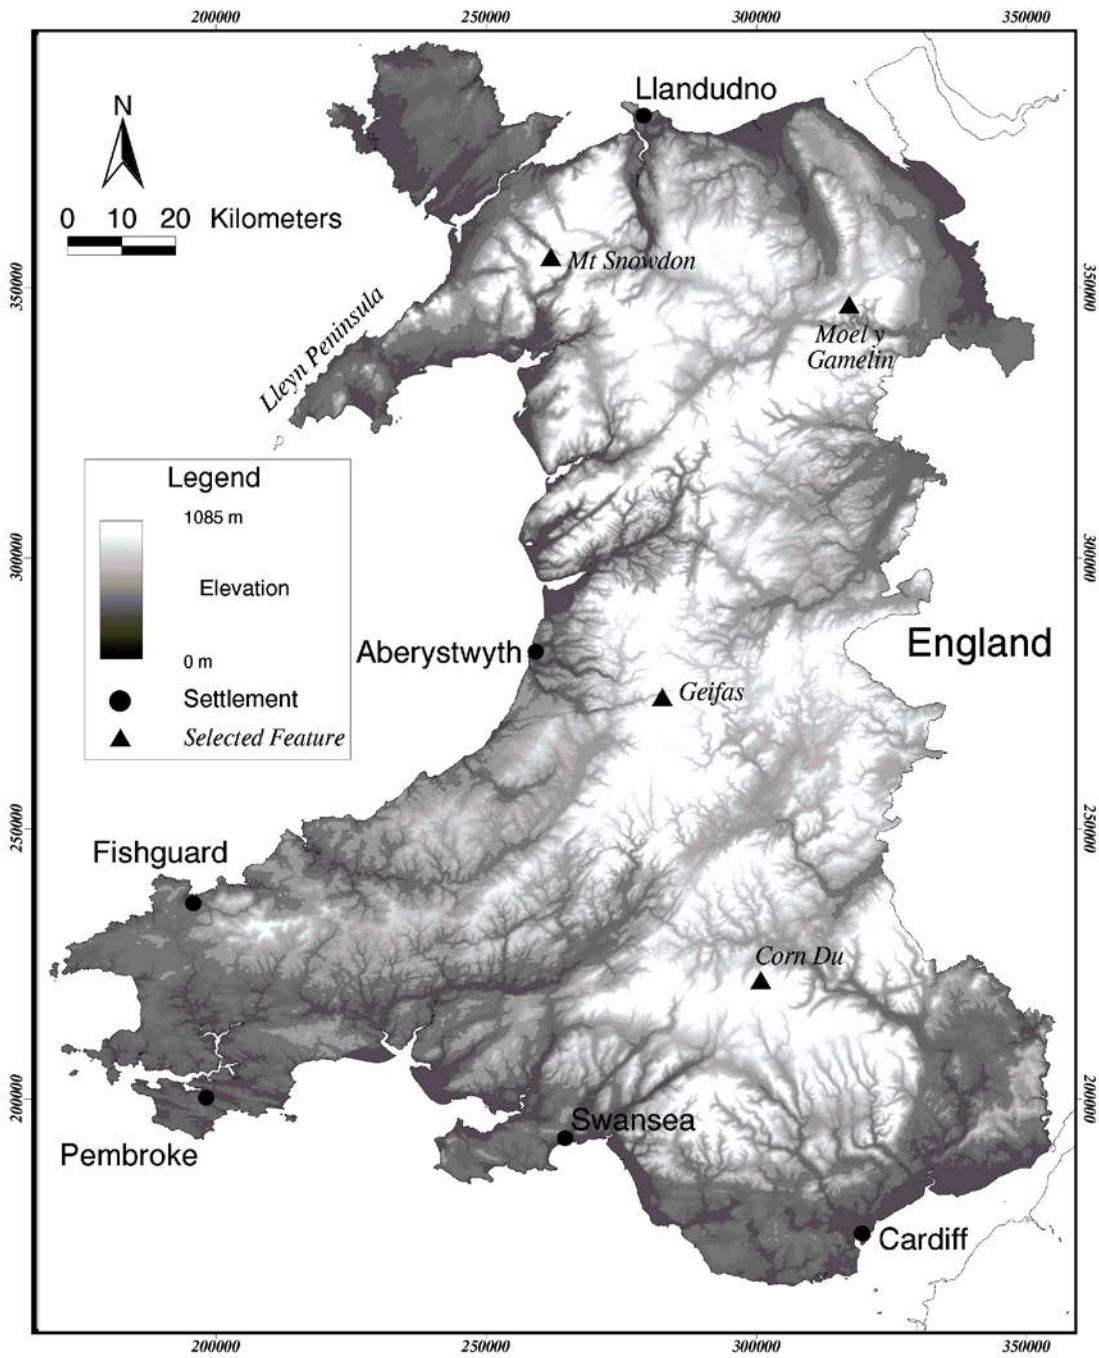 200000 250000 300000 350000
Llandudno
N
0 10 20 Kilometers
Mt Snowdon
350000
350000
Lleyn Peninsula
Moel y
Gamelin
Legend
1085 m
Elevation
0 m
Settlement
Selected Feature
300000
300000
Aberystwyth
England
Geifas
250000
250000
Fishguard
Corn Du
200000
200000
Swansea
Pembroke
Cardiff
200000 250000 300000 350000